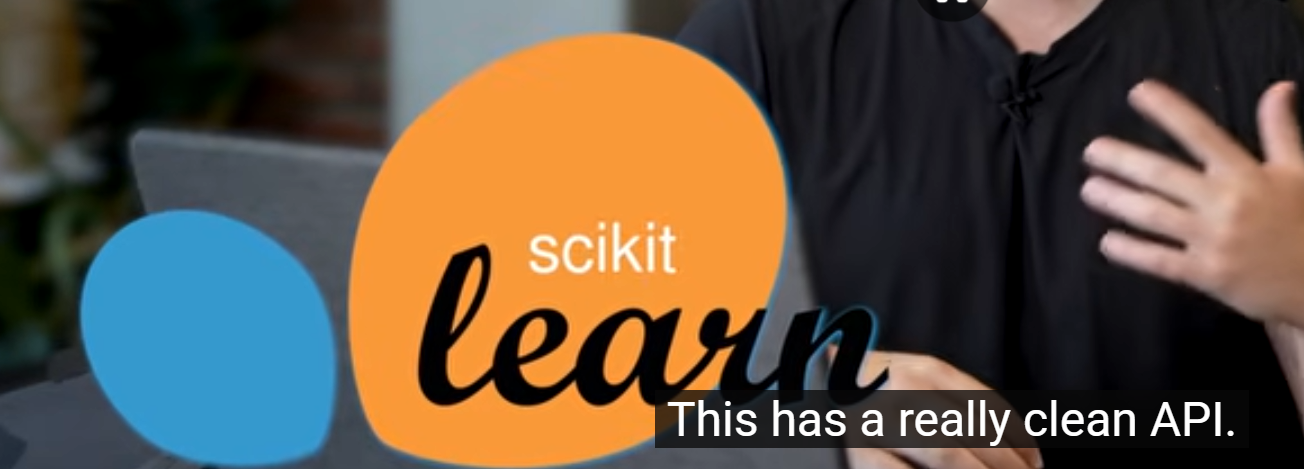 scikit
learn
This has a really clean API.